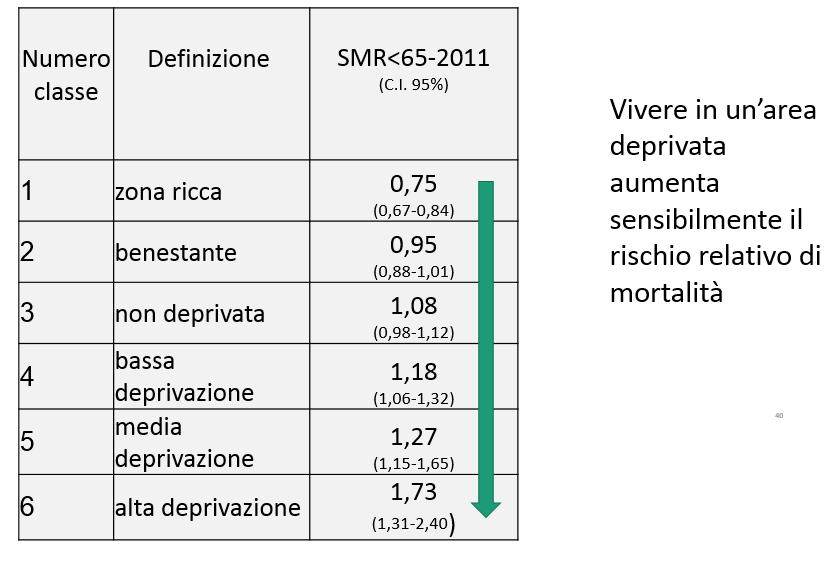 Numero
classe
Definizione
SMR<65-2011
(C.I. 95%)
1
zona ricca
0,75
(0,67-0,84)
2
benestante
0,95
(0,88-1,01)
3
non deprivata
1,08
(0,98-1,12)
4
bassa
deprivazione
1,18
(1,06-1,32)
5
media
deprivazione
1,27
(1,15-1,65)
6
alta deprivazione
1,73
(1,31-2,40)
Vivere in un’area
deprivata
aumenta
sensibilmente il
rischio relativo di
mortalità
40